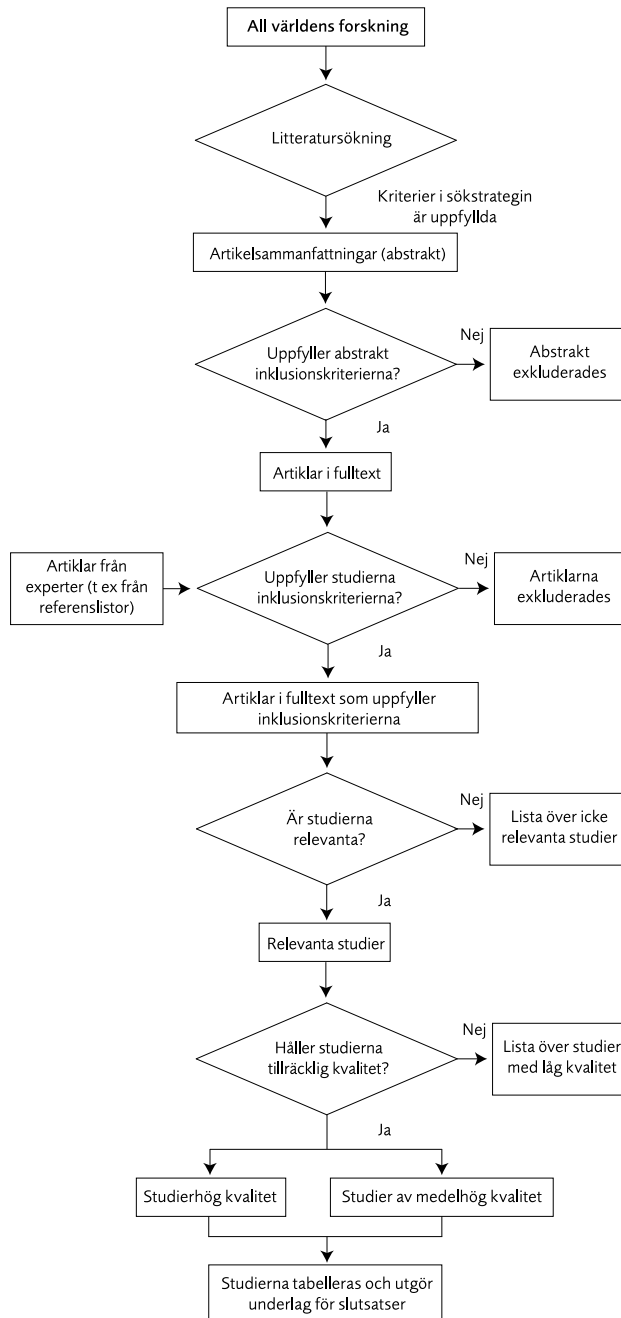 All världens forskning
Litteratursökning
Kriterier i sökstrategin
är uppfyllda
Artikelsammanfattningar (abstrakt)
Nej
Uppfyller abstrakt
inklusionskriterierna?
Abstrakt
exkluderades
Ja
Artiklar i fulltext
Artiklar från
experter (t ex från
referenslistor)
Uppfyller studierna
inklusionskriterierna?
Nej
Artiklarna
exkluderades
Ja
Artiklar i fulltext som uppfyller
inklusionskriterierna
Är studierna
relevanta?
Nej
Lista över icke
relevanta studier
Ja
Relevanta studier
Håller studierna
tillräcklig kvalitet?
Nej
Lista över studier
med låg kvalitet
Ja
Studierhög kvalitet
Studier av medelhög kvalitet
Studierna tabelleras och utgör
underlag för slutsatser